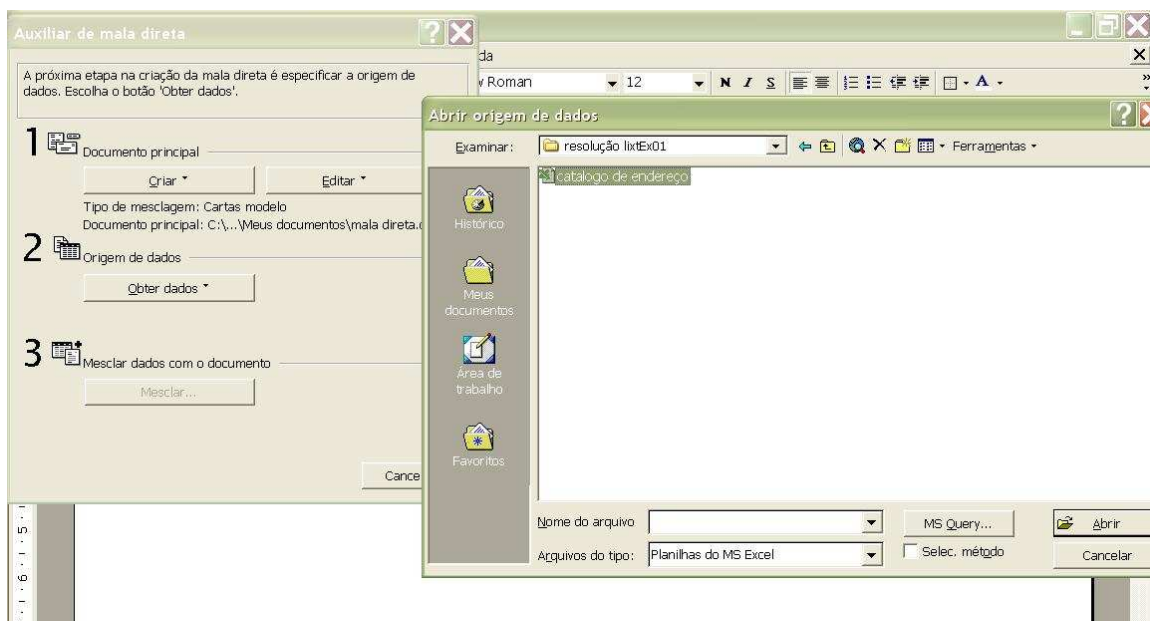 Auxiliar de mala direta
da
A próxima etapa na criação da mala direta é especificar a origem de
dados. Escolha o botão 'Obter dados'.
Roman 12 N I S A
1 Documento principal
Criar Editar
Tipo de mesclagem: Cartas modelo
Documento principal: C:\...\Meus documentos\mala direta.
2 Origem de dados
Obter dados
3 Mesclar dados com o documento
Mesclar...
Cance
Abrir origem de dados
Examinar: resolução lixtEx01 Ferramentas
catalogo de endereço
Histórico
Meus
documentos
Área de
trabalho
Favoritos
Nome do arquivo MS Query... Abrir
Arquivos do tipo: Planilhas do MS Excel Selec. método Cancelar
5
6